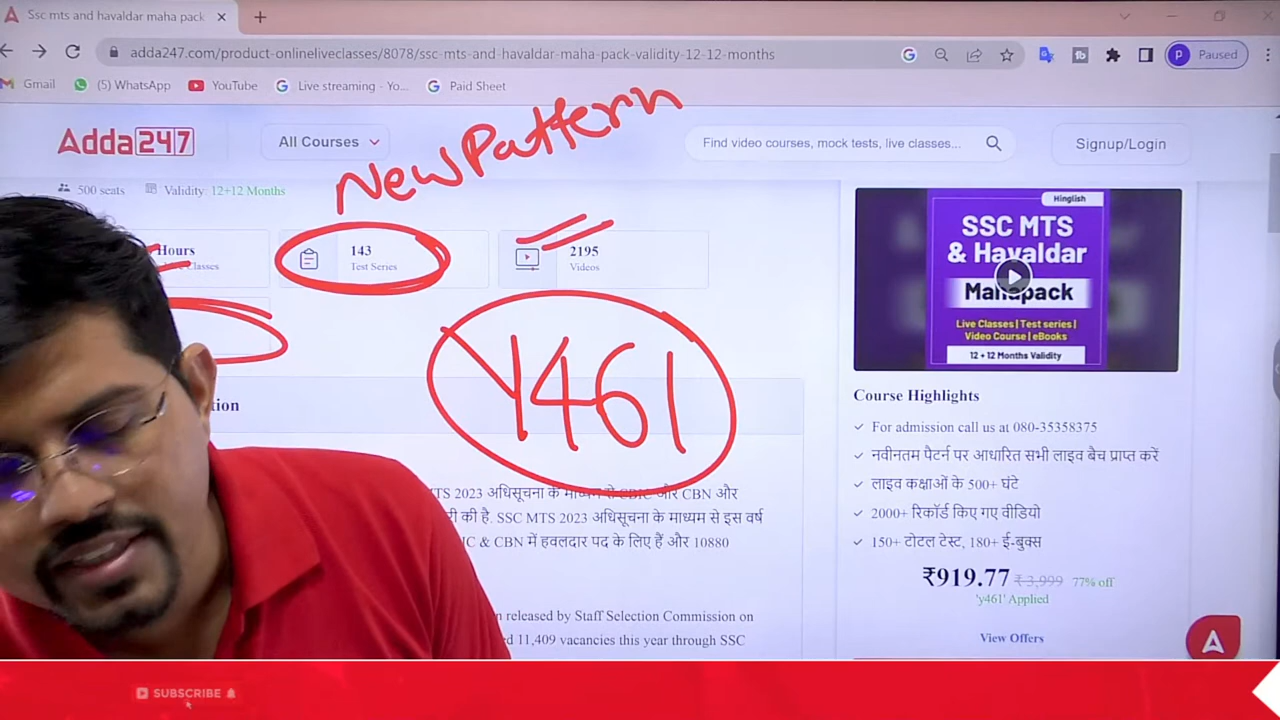 Ssc mts and havaldar maha pack
adda247.com/product-onlineliveclasses/8078/ssc-mts-and-havaldar-maha-pack-validity-12-12-months
P Paused
Gmail (5) WhatsApp YouTube Live streaming - Yo... Paid Sheet
New Pattern
Adda247 All Courses Find video courses, mock tests, live classes... Signup/Login
500 seats Validity: 12+12 Months
Hours 143 2195
Classes Test Series Videos
Y461
Hinglish
SSC MTS
& Havaldar
Mahapack
Live Classes | Test series |
Video Course | eBooks
12 + 12 Months Validity
Course Highlights
For admission call us at 080-35358375
नवीनतम पैटर्न पर आधारित सभी लाइव बैच प्राप्त करें
लाइव कक्षाओं के 500+ घंटे
2000+ रिकॉर्ड किए गए वीडियो
150+ टोटल टेस्ट, 180+ ई-बुक्स
₹919.77 ₹ 3,999 77% off
'y461' Applied
View Offers
2023 अधिसूचना के माध्यम से CBIC और CBN और
की है. SSC MTS 2023 अधिसूचना के माध्यम से इस वर्ष
& CBN में हवलदार पद के लिए हैं और 10880
released by Staff Selection Commission on
11,409 vacancies this year through SSC
SUBSCRIBE